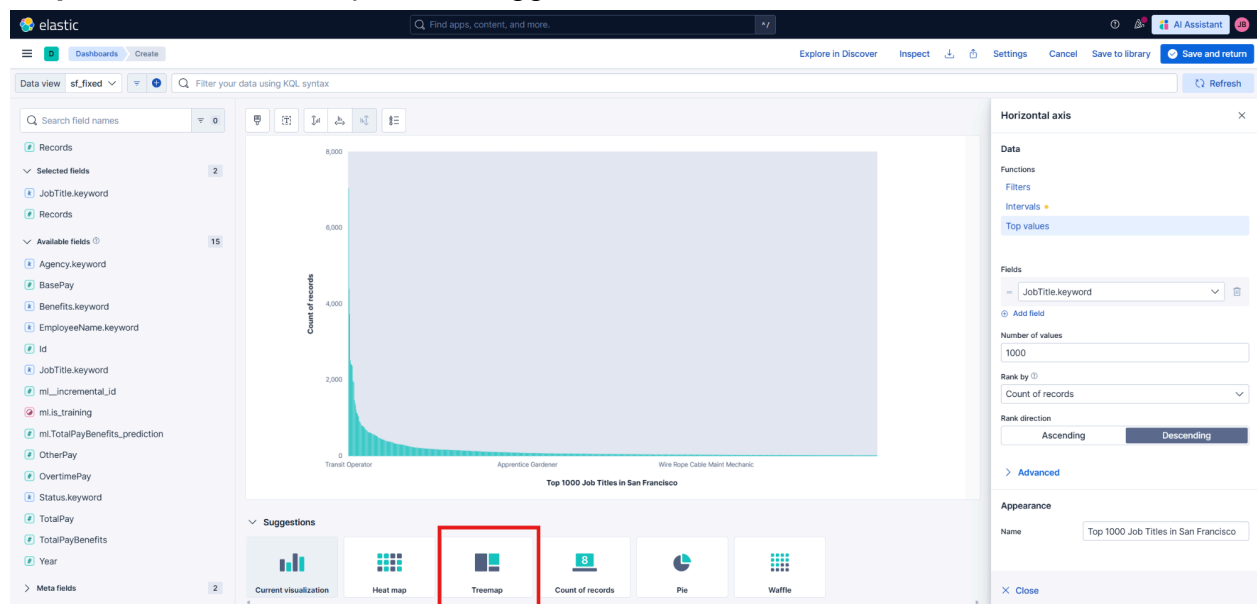 elastic
Find apps, content, and more.
^/
AI Assistant
JB
D
Dashboards
Create
Explore in Discover
Inspect
Settings
Cancel
Save to library
Save and return
Data view sf_fixed
Filter your data using KQL syntax
Refresh
Search field names
0
Records
Selected fields
2
JobTitle.keyword
Records
Available fields
15
Agency.keyword
BasePay
Benefits.keyword
EmployeeName.keyword
Id
JobTitle.keyword
ml__incremental_id
ml.is_training
ml.TotalPayBenefits_prediction
OtherPay
OvertimePay
Status.keyword
TotalPay
TotalPayBenefits
Year
Meta fields
2
8,000
6,000
4,000
2,000
0
Count of records
Transit Operator
Apprentice Gardener
Wire Rope Cable Maint Mechanic
Top 1000 Job Titles in San Francisco
Suggestions
Current visualization
Heat map
Treemap
8
Count of records
Pie
Waffle
Horizontal axis
Data
Functions
Filters
Intervals
Top values
Fields
JobTitle.keyword
Add field
Number of values
1000
Rank by
Count of records
Rank direction
Ascending
Descending
Advanced
Appearance
Name
Top 1000 Job Titles in San Francisco
Close